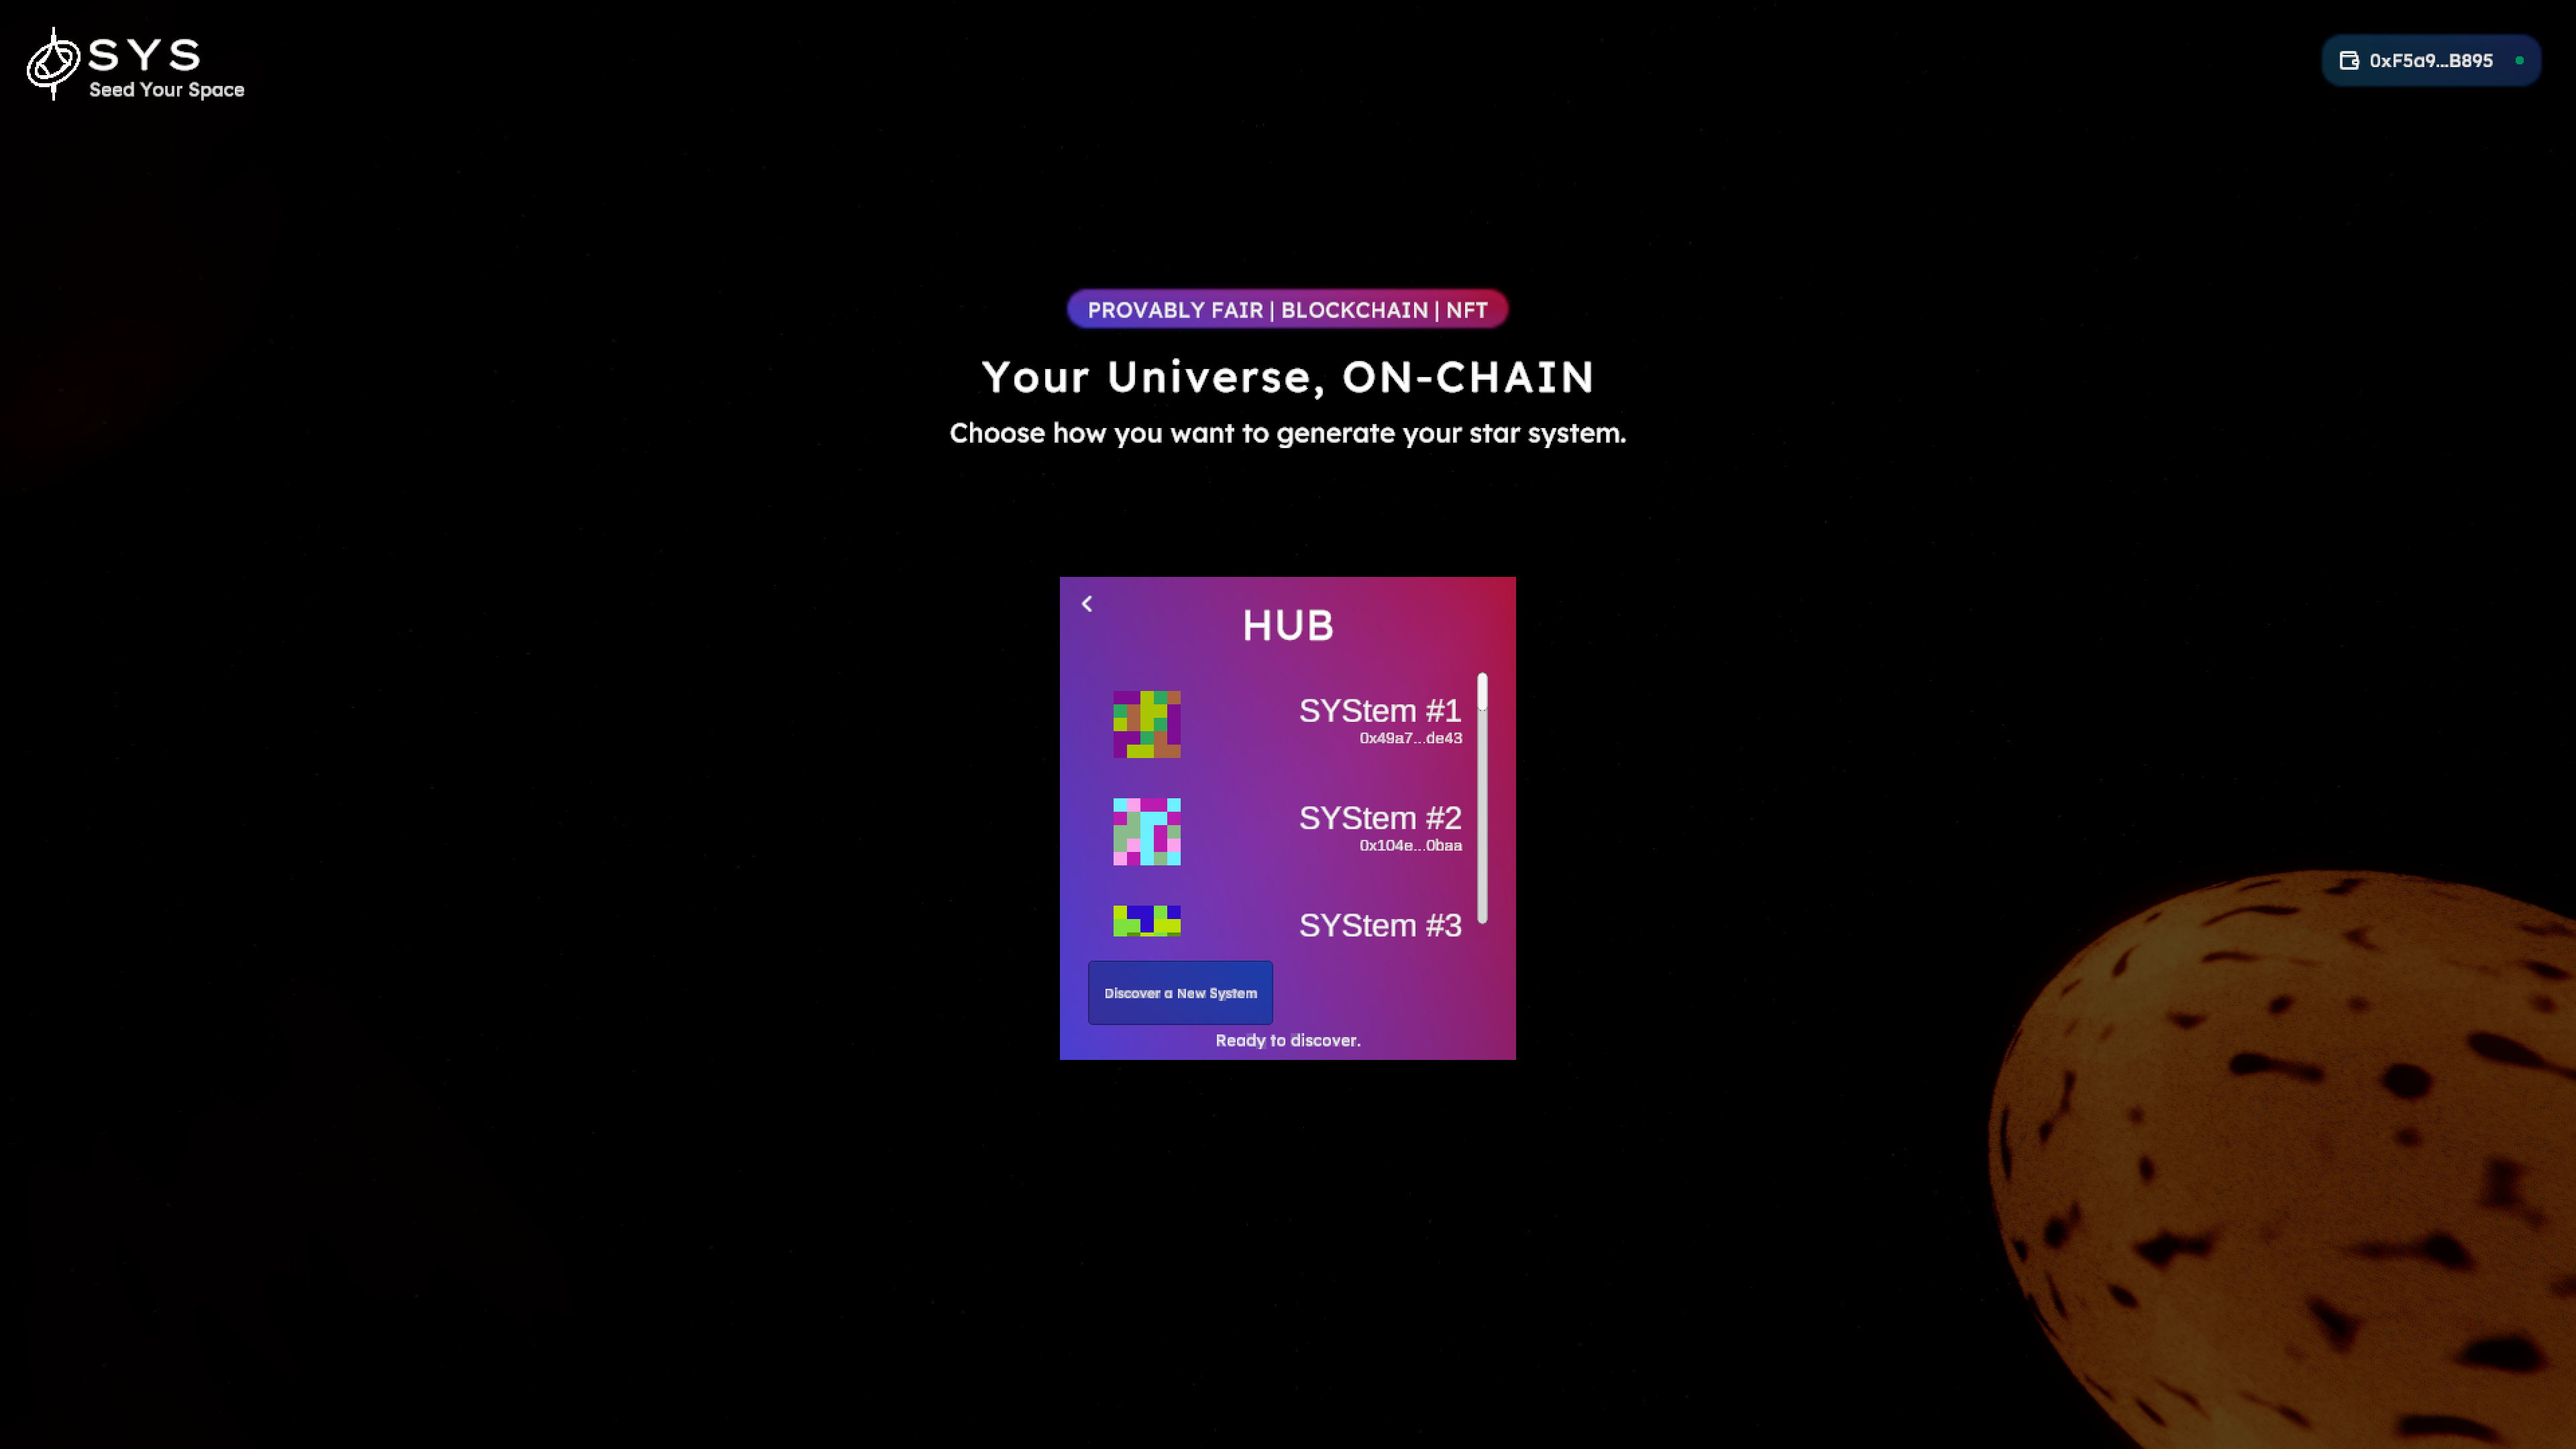 SYS
Seed Your Space
0xF5a9...B895
PROVABLY FAIR | BLOCKCHAIN | NFT
Your Universe, ON-CHAIN
Choose how you want to generate your star system.
HUB
SYStem #1
0x49a7...de43
SYStem #2
0x104e...0baa
SYStem #3
Discover a New System
Ready to discover.